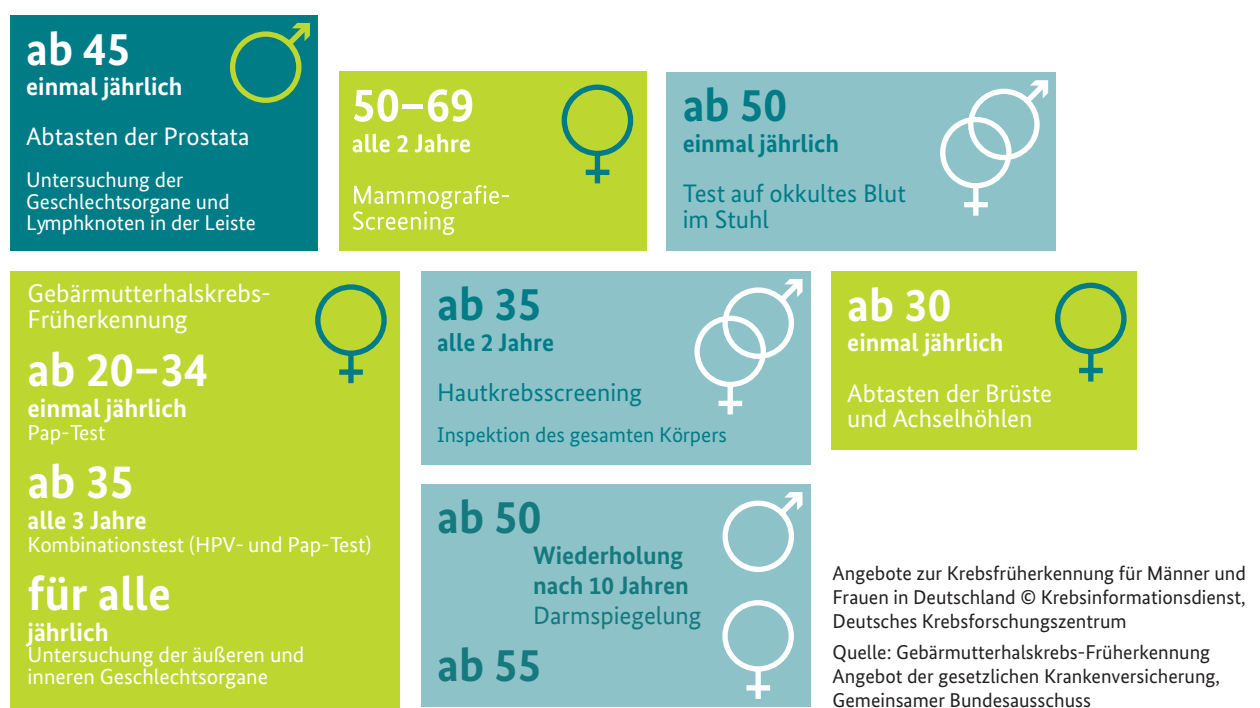 ab 45
einmal jährlich
Abtasten der Prostata
Untersuchung der
Geschlechtsorgane und
Lymphknoten in der Leiste
50–69
alle 2 Jahre
Mammografie-
Screening
ab 50
einmal jährlich
Test auf okkultes Blut
im Stuhl
Gebärmutterhalskrebs-
Früherkennung
ab 20–34
einmal jährlich
Pap-Test
ab 35
alle 3 Jahre
Kombinationstest (HPV- und Pap-Test)
für alle
jährlich
Untersuchung der äußeren und
inneren Geschlechtsorgane
ab 35
alle 2 Jahre
Hautkrebsscreening
Inspektion des gesamten Körpers
ab 30
einmal jährlich
Abtasten der Brüste
und Achselhöhlen
ab 50
Wiederholung
nach 10 Jahren
Darmspiegelung
ab 55
Angebote zur Krebsfrüherkennung für Männer und
Frauen in Deutschland © Krebsinformationsdienst,
Deutsches Krebsforschungszentrum
Quelle: Gebärmutterhalskrebs-Früherkennung
Angebot der gesetzlichen Krankenversicherung,
Gemeinsamer Bundesausschuss